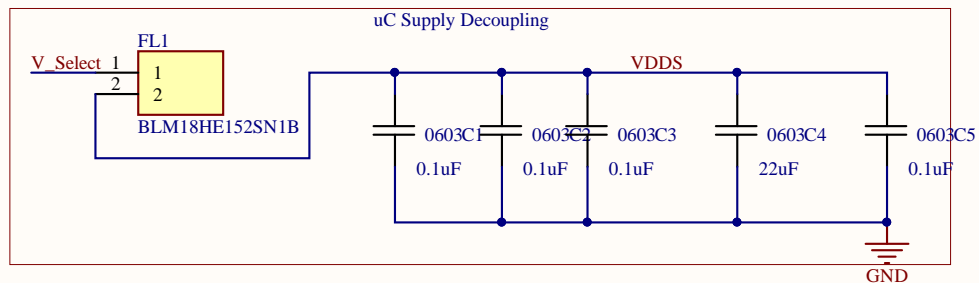 uC Supply Decoupling
FL1
V_Select
1
2
1
2
BLM18HE152SN1B
VDDS
0603C1
0.1uF
0603C2
0.1uF
0603C3
0.1uF
0603C4
22uF
0603C5
0.1uF
GND